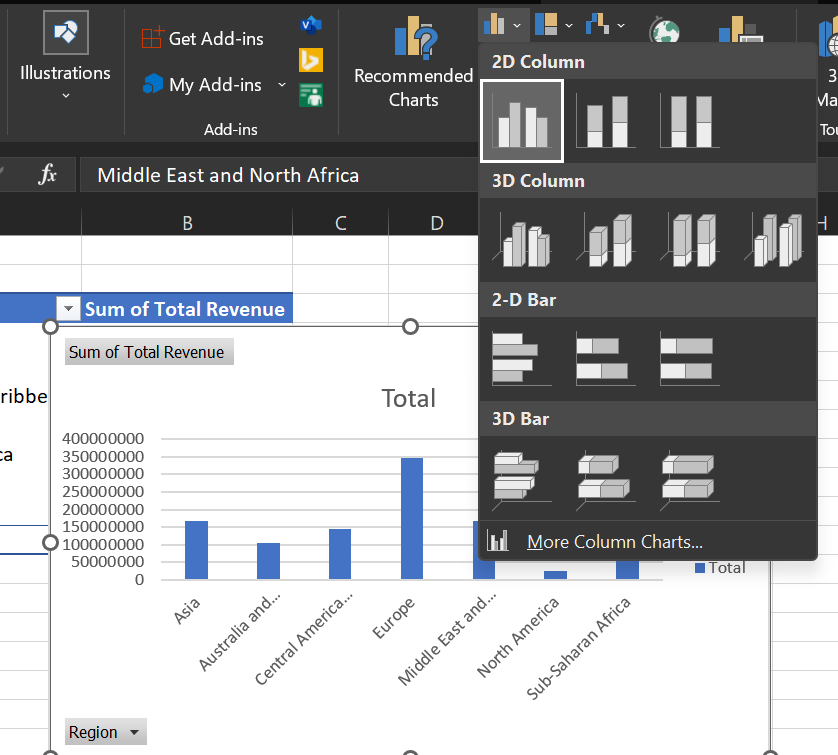 Illustrations
Get Add-ins
My Add-ins
Add-ins
Recommended
Charts
3
Ma
Tou
2D Column
3D Column
2-D Bar
3D Bar
More Column Charts...
fx
Middle East and North Africa
B
C
D
H
Sum of Total Revenue
ribbe
ca
Sum of Total Revenue
Total
400000000
350000000
300000000
250000000
200000000
150000000
100000000
50000000
0
Asia
Australia and...
Central America...
Europe
Middle East and...
North America
Sub-Saharan Africa
Total
Region